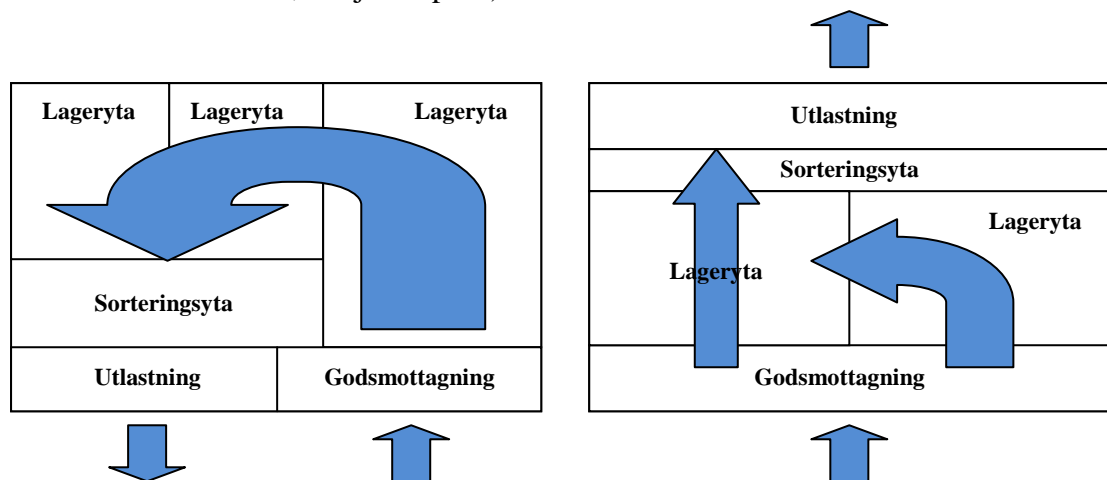 Lageryta
Lageryta
Lageryta
Sorteringsyta
Utlastning
Godsmottagning
Utlastning
Sorteringsyta
Lageryta
Lageryta
Godsmottagning